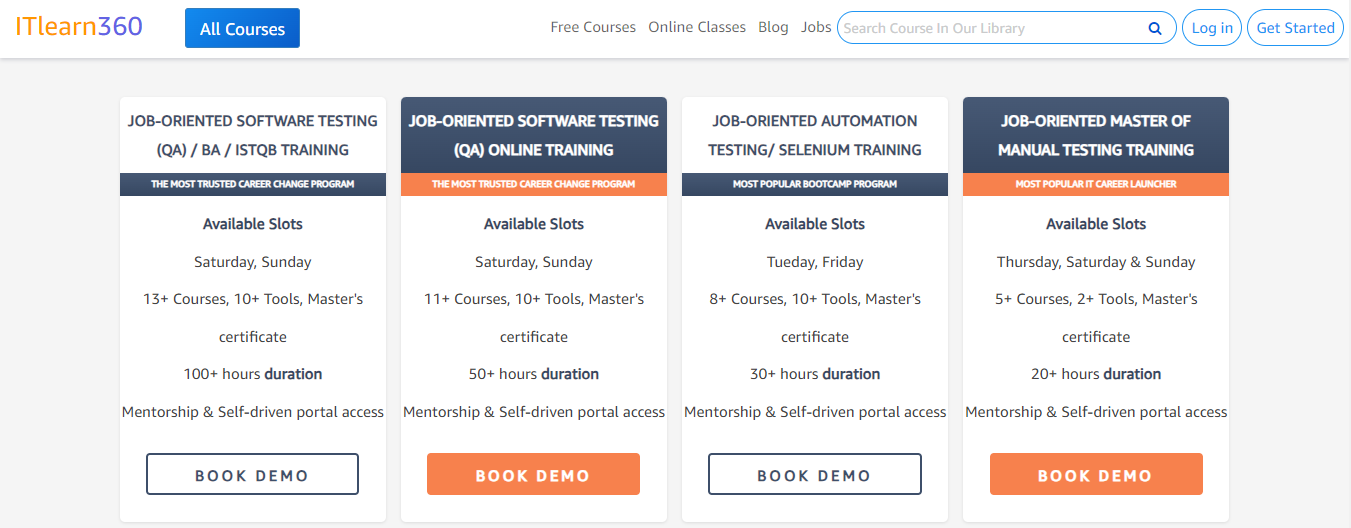 ITlearn360 All Courses Free Courses Online Classes Blog Jobs Search Course In Our Library Log in Get Started
JOB-ORIENTED SOFTWARE TESTING
(QA) / BA / ISTQB TRAINING
THE MOST TRUSTED CAREER CHANGE PROGRAM
Available Slots
Saturday, Sunday
13+ Courses, 10+ Tools, Master's
certificate
100+ hours duration
Mentorship & Self-driven portal access
BOOK DEMO
JOB-ORIENTED SOFTWARE TESTING
(QA) ONLINE TRAINING
THE MOST TRUSTED CAREER CHANGE PROGRAM
Available Slots
Saturday, Sunday
11+ Courses, 10+ Tools, Master's
certificate
50+ hours duration
Mentorship & Self-driven portal access
BOOK DEMO
JOB-ORIENTED AUTOMATION
TESTING/ SELENIUM TRAINING
MOST POPULAR BOOTCAMP PROGRAM
Available Slots
Tueday, Friday
8+ Courses, 10+ Tools, Master's
certificate
30+ hours duration
Mentorship & Self-driven portal access
BOOK DEMO
JOB-ORIENTED MASTER OF
MANUAL TESTING TRAINING
MOST POPULAR IT CAREER LAUNCHER
Available Slots
Thursday, Saturday & Sunday
5+ Courses, 2+ Tools, Master's
certificate
20+ hours duration
Mentorship & Self-driven portal access
BOOK DEMO